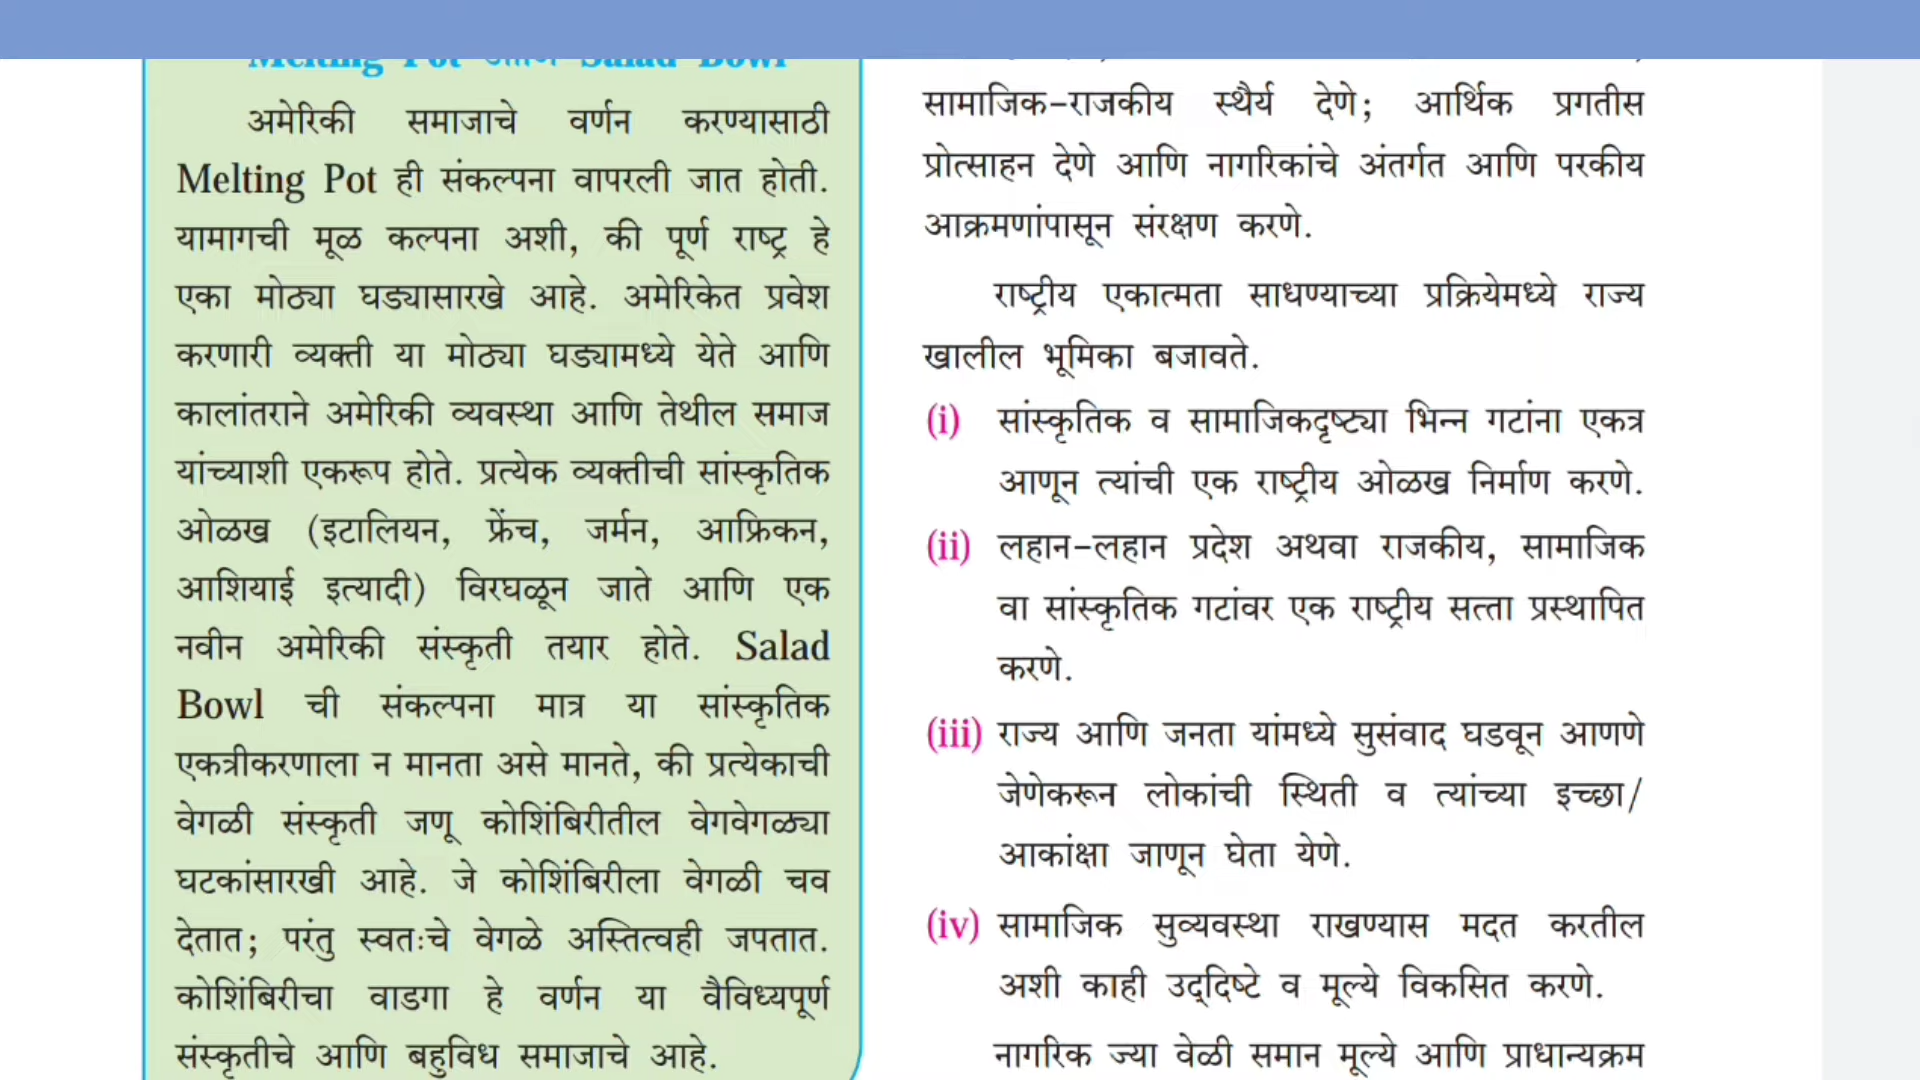 Melting Pot आणि Salad Bowl
अमेरिकी समाजाचे वर्णन करण्यासाठी
Melting Pot ही संकल्पना वापरली जात होती.
यामागची मूळ कल्पना अशी, की पूर्ण राष्ट्र हे
एका मोठ्या घड्यासारखे आहे. अमेरिकेत प्रवेश
करणारी व्यक्ती या मोठ्या घड्यामध्ये येते आणि
कालांतराने अमेरिकी व्यवस्था आणि तेथील समाज
यांच्याशी एकरूप होते. प्रत्येक व्यक्तीची सांस्कृतिक
ओळख (इटालियन, फ्रेंच, जर्मन, आफ्रिकन,
आशियाई इत्यादी) विरघळून जाते आणि एक
नवीन अमेरिकी संस्कृती तयार होते. Salad
Bowl ची संकल्पना मात्र या सांस्कृतिक
एकत्रीकरणाला न मानता असे मानते, की प्रत्येकाची
वेगळी संस्कृती जणू कोशिंबिरीतील वेगवेगळ्या
घटकांसारखी आहे. जे कोशिंबिरीला वेगळी चव
देतात; परंतु स्वतःचे वेगळे अस्तित्वही जपतात.
कोशिंबिरीचा वाडगा हे वर्णन या वैविध्यपूर्ण
संस्कृतीचे आणि बहुविध समाजाचे आहे.
सामाजिक-राजकीय स्थैर्य देणे; आर्थिक प्रगतीस
प्रोत्साहन देणे आणि नागरिकांचे अंतर्गत आणि परकीय
आक्रमणांपासून संरक्षण करणे.
राष्ट्रीय एकात्मता साधण्याच्या प्रक्रियेमध्ये राज्य
खालील भूमिका बजावते.
(i) सांस्कृतिक व सामाजिकदृष्ट्या भिन्न गटांना एकत्र
आणून त्यांची एक राष्ट्रीय ओळख निर्माण करणे.
(ii) लहान-लहान प्रदेश अथवा राजकीय, सामाजिक
वा सांस्कृतिक गटांवर एक राष्ट्रीय सत्ता प्रस्थापित
करणे.
(iii) राज्य आणि जनता यांमध्ये सुसंवाद घडवून आणणे
जेणेकरून लोकांची स्थिती व त्यांच्या इच्छा/
आकांक्षा जाणून घेता येणे.
(iv) सामाजिक सुव्यवस्था राखण्यास मदत करतील
अशी काही उद्‌दिष्टे व मूल्ये विकसित करणे.
नागरिक ज्या वेळी समान मूल्ये आणि प्राधान्यक्रम